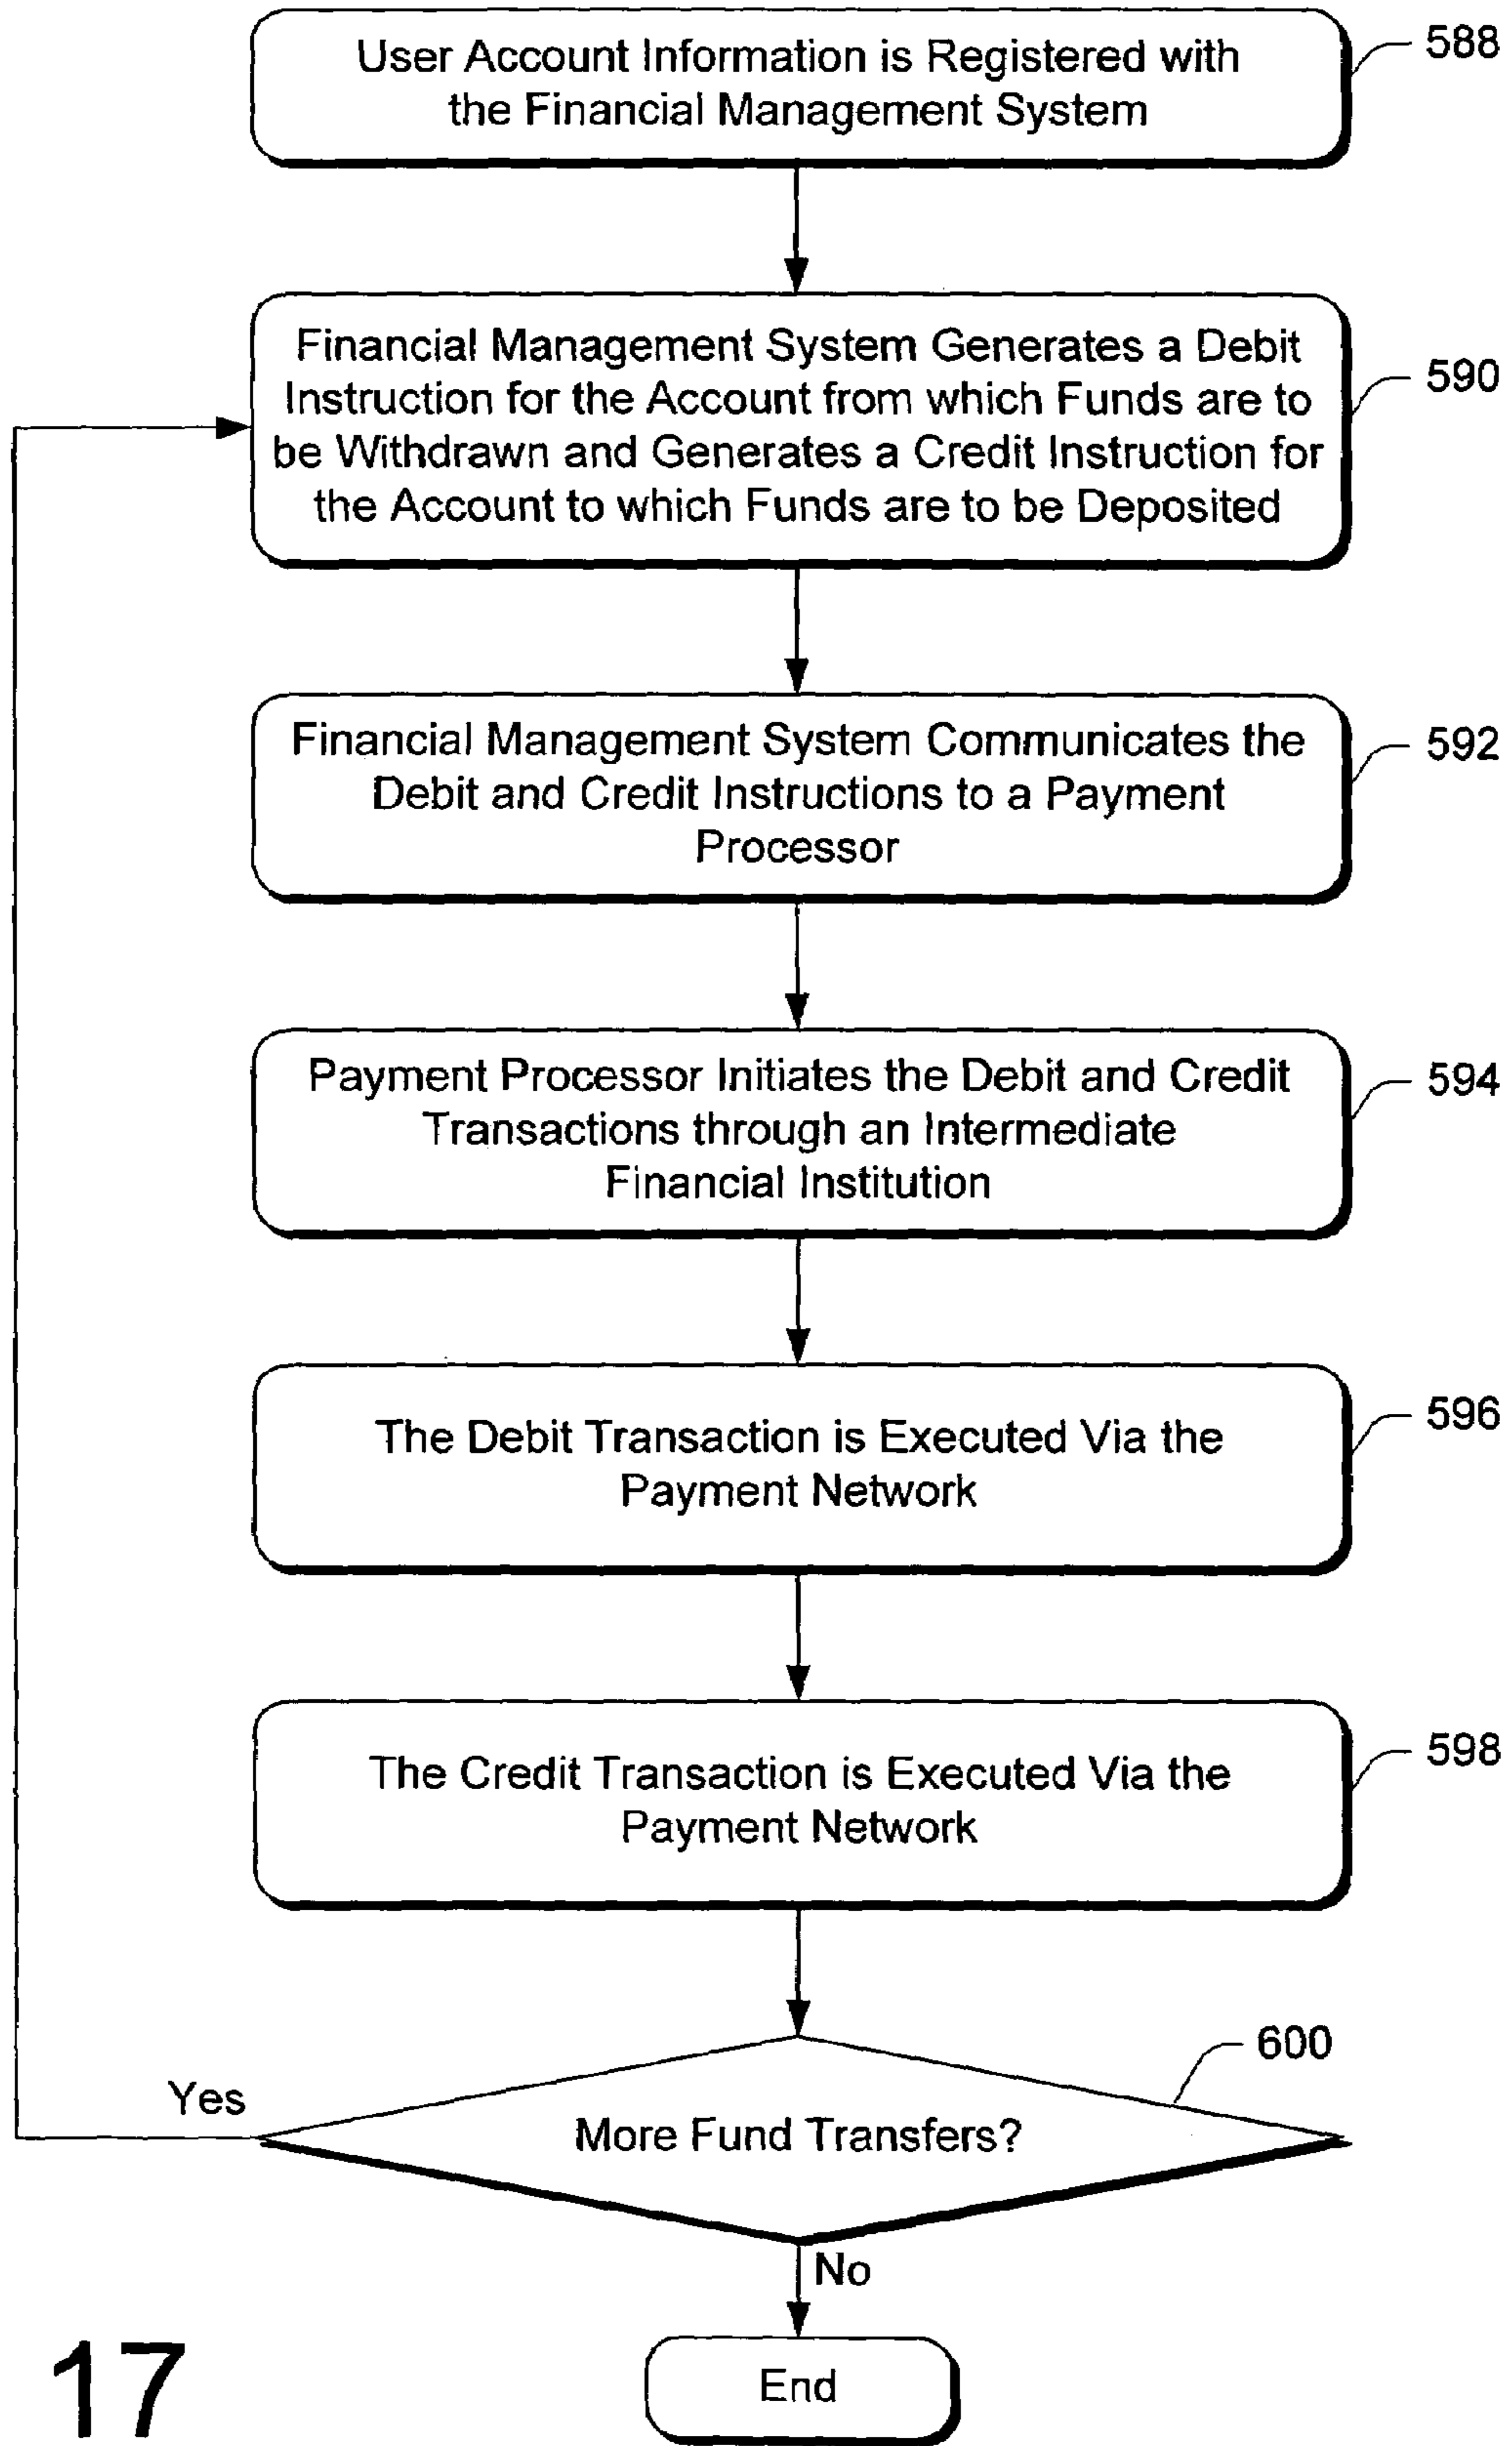 User Account Information is Registered with
the Financial Management System
588
Financial Management System Generates a Debit
Instruction for the Account from which Funds are to
be Withdrawn and Generates a Credit Instruction for
the Account to which Funds are to be Deposited
590
Financial Management System Communicates the
Debit and Credit Instructions to a Payment
Processor
592
Payment Processor Initiates the Debit and Credit
Transactions through an Intermediate
Financial Institution
594
The Debit Transaction is Executed Via the
Payment Network
596
The Credit Transaction is Executed Via the
Payment Network
598
600
Yes
More Fund Transfers?
No
End
17